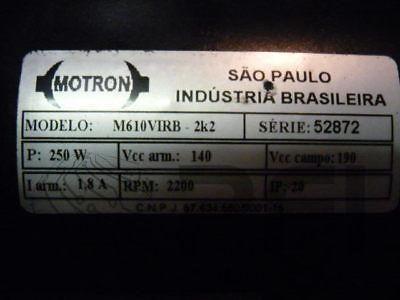 MOTRON
SÃO PAULO
INDÚSTRIA BRASILEIRA
MODELO: M610VIRB - 2k2 SÉRIE: 52872
P: 250 W Vcc arm.: 140 Vcc campo: 190
I arm.: 1,8 A RPM: 2200 IP: 20
C.N.P.J.